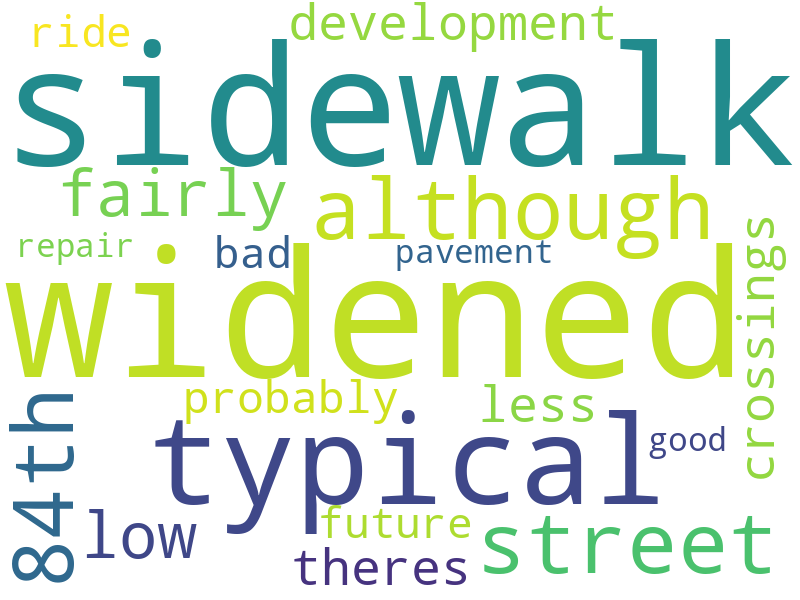 ride
development
sidewalk
fairly
although
repair
bad
pavement
crossings
widened
probably
less
84th
typical
good
low
future
street
theres